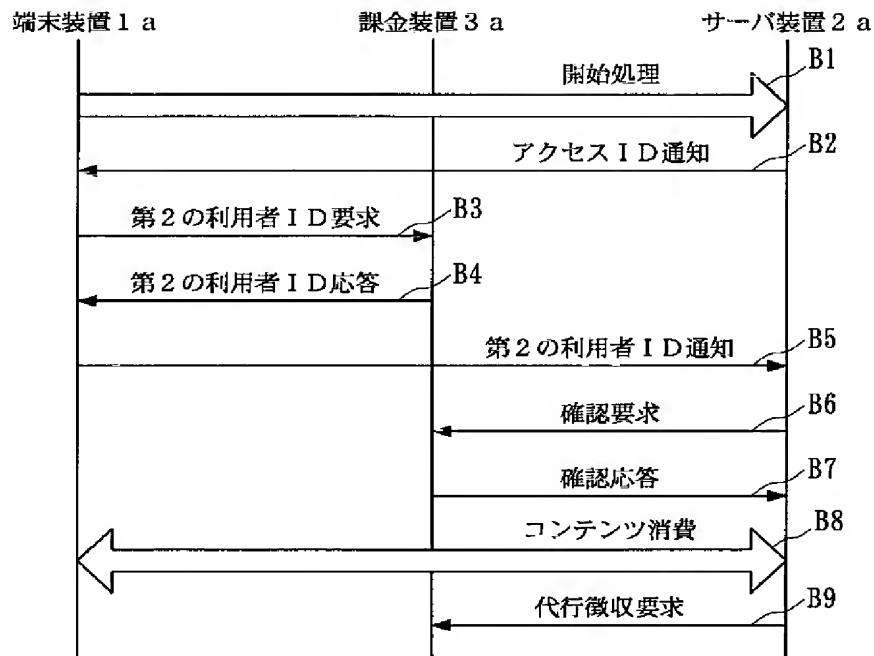 端末装置1a 課金装置3a サーバ装置2a
開始処理 B1
アクセスID通知 B2
第2の利用者ID要求 B3
第2の利用者ID応答 B4
第2の利用者ID通知 B5
確認要求 B6
確認応答 B7
コンテンツ消費 B8
代行徴収要求 B9